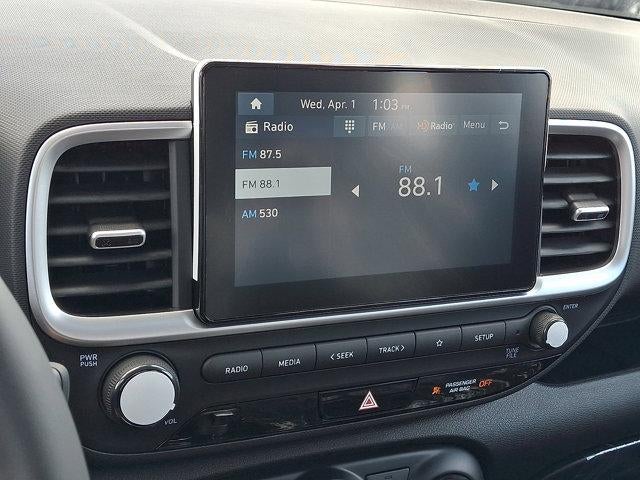 Wed, Apr. 1 1:03 PM
Radio FM AM HD Radio Menu
FM 87.5
FM 88.1
AM 530
FM
88.1
PWR
PUSH
VOL
RADIO MEDIA < SEEK TRACK > SETUP
ENTER
TUNE
FILE
PASSENGER
AIR BAG OFF